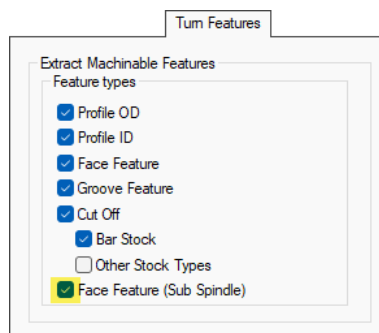 Turn Features
Extract Machinable Features
Feature types
Profile OD
Profile ID
Face Feature
Groove Feature
Cut Off
Bar Stock
Other Stock Types
Face Feature (Sub Spindle)